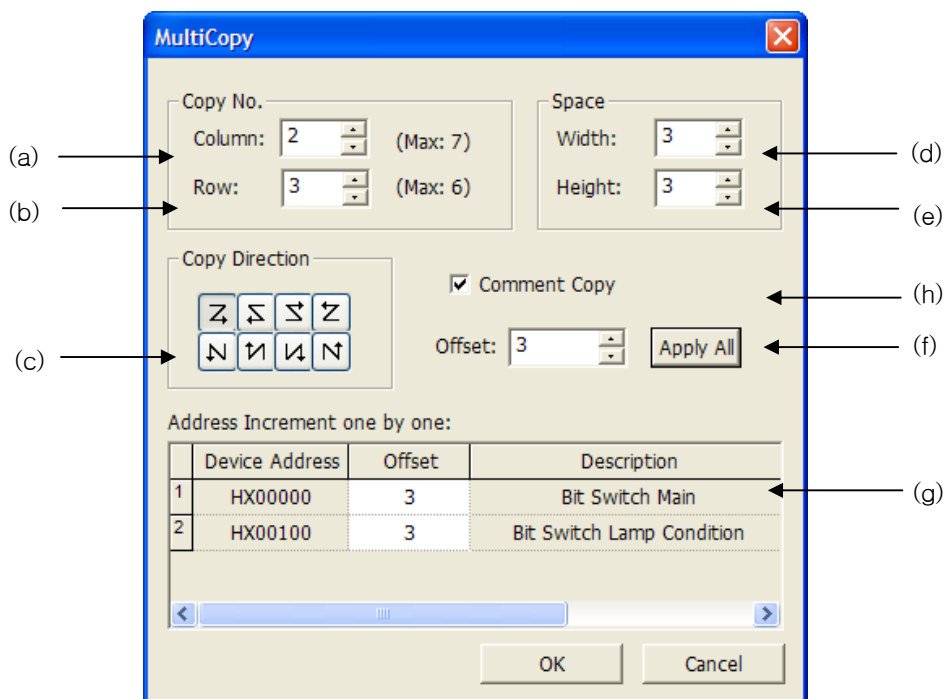 MultiCopy
Copy No.
Column: 2 (Max: 7)
Row: 3 (Max: 6)
Space
Width: 3
Height: 3
(a)
(b)
(d)
(e)
Copy Direction
Comment Copy
Offset: 3 Apply All
(c)
(h)
(f)
Address Increment one by one:
Device Address Offset Description
1 HX00000 3 Bit Switch Main
2 HX00100 3 Bit Switch Lamp Condition
(g)
OK Cancel